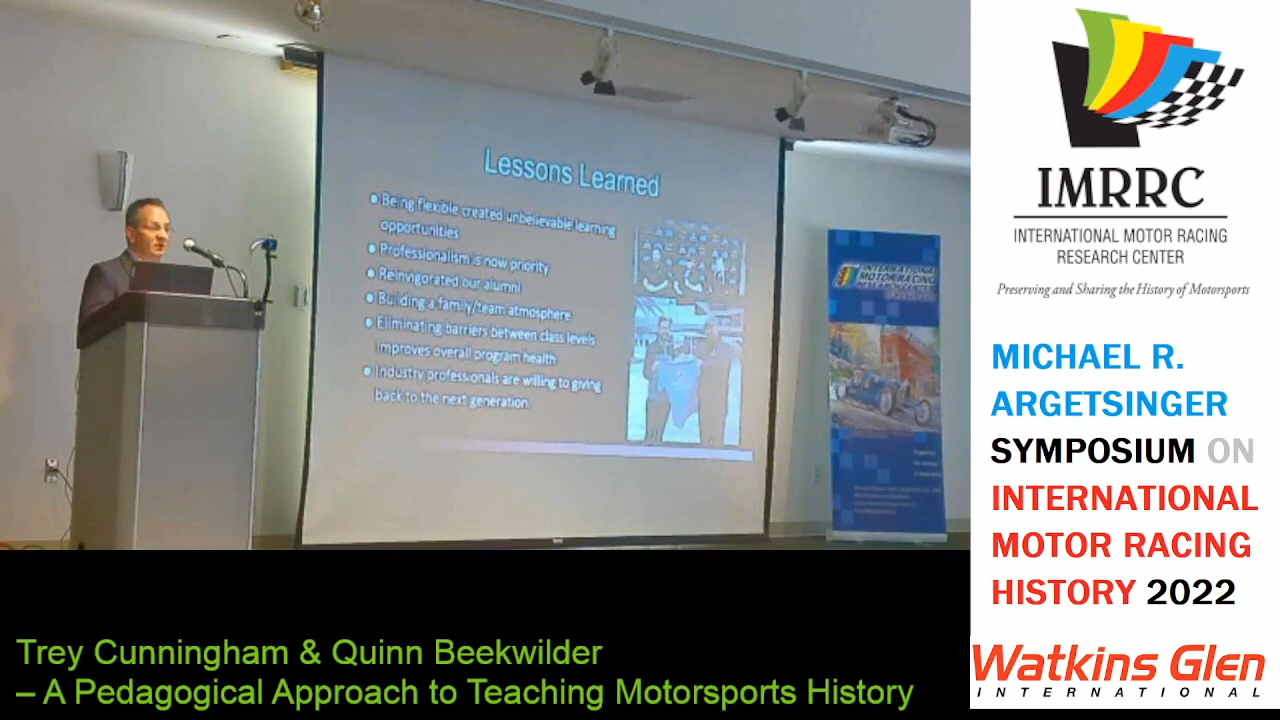 Lessons Learned
Being flexible created unbelievable learning
opportunities
Professionalism is now priority
Reinvigorated our alumni
Building a family/team atmosphere
Eliminating barriers between class levels
improves overall program health
Industry professionals are willing to giving
back to the next generation.
INTERNATIONAL
MOTOR RACING
IMRRC
INTERNATIONAL MOTOR RACING
RESEARCH CENTER
Preserving and Sharing the History of Motorsports
MICHAEL R.
ARGETSINGER
SYMPOSIUM ON
INTERNATIONAL
MOTOR RACING
HISTORY 2022
Watkins Glen
INTERNATIONAL
Trey Cunningham & Quinn Beekwilder
– A Pedagogical Approach to Teaching Motorsports History